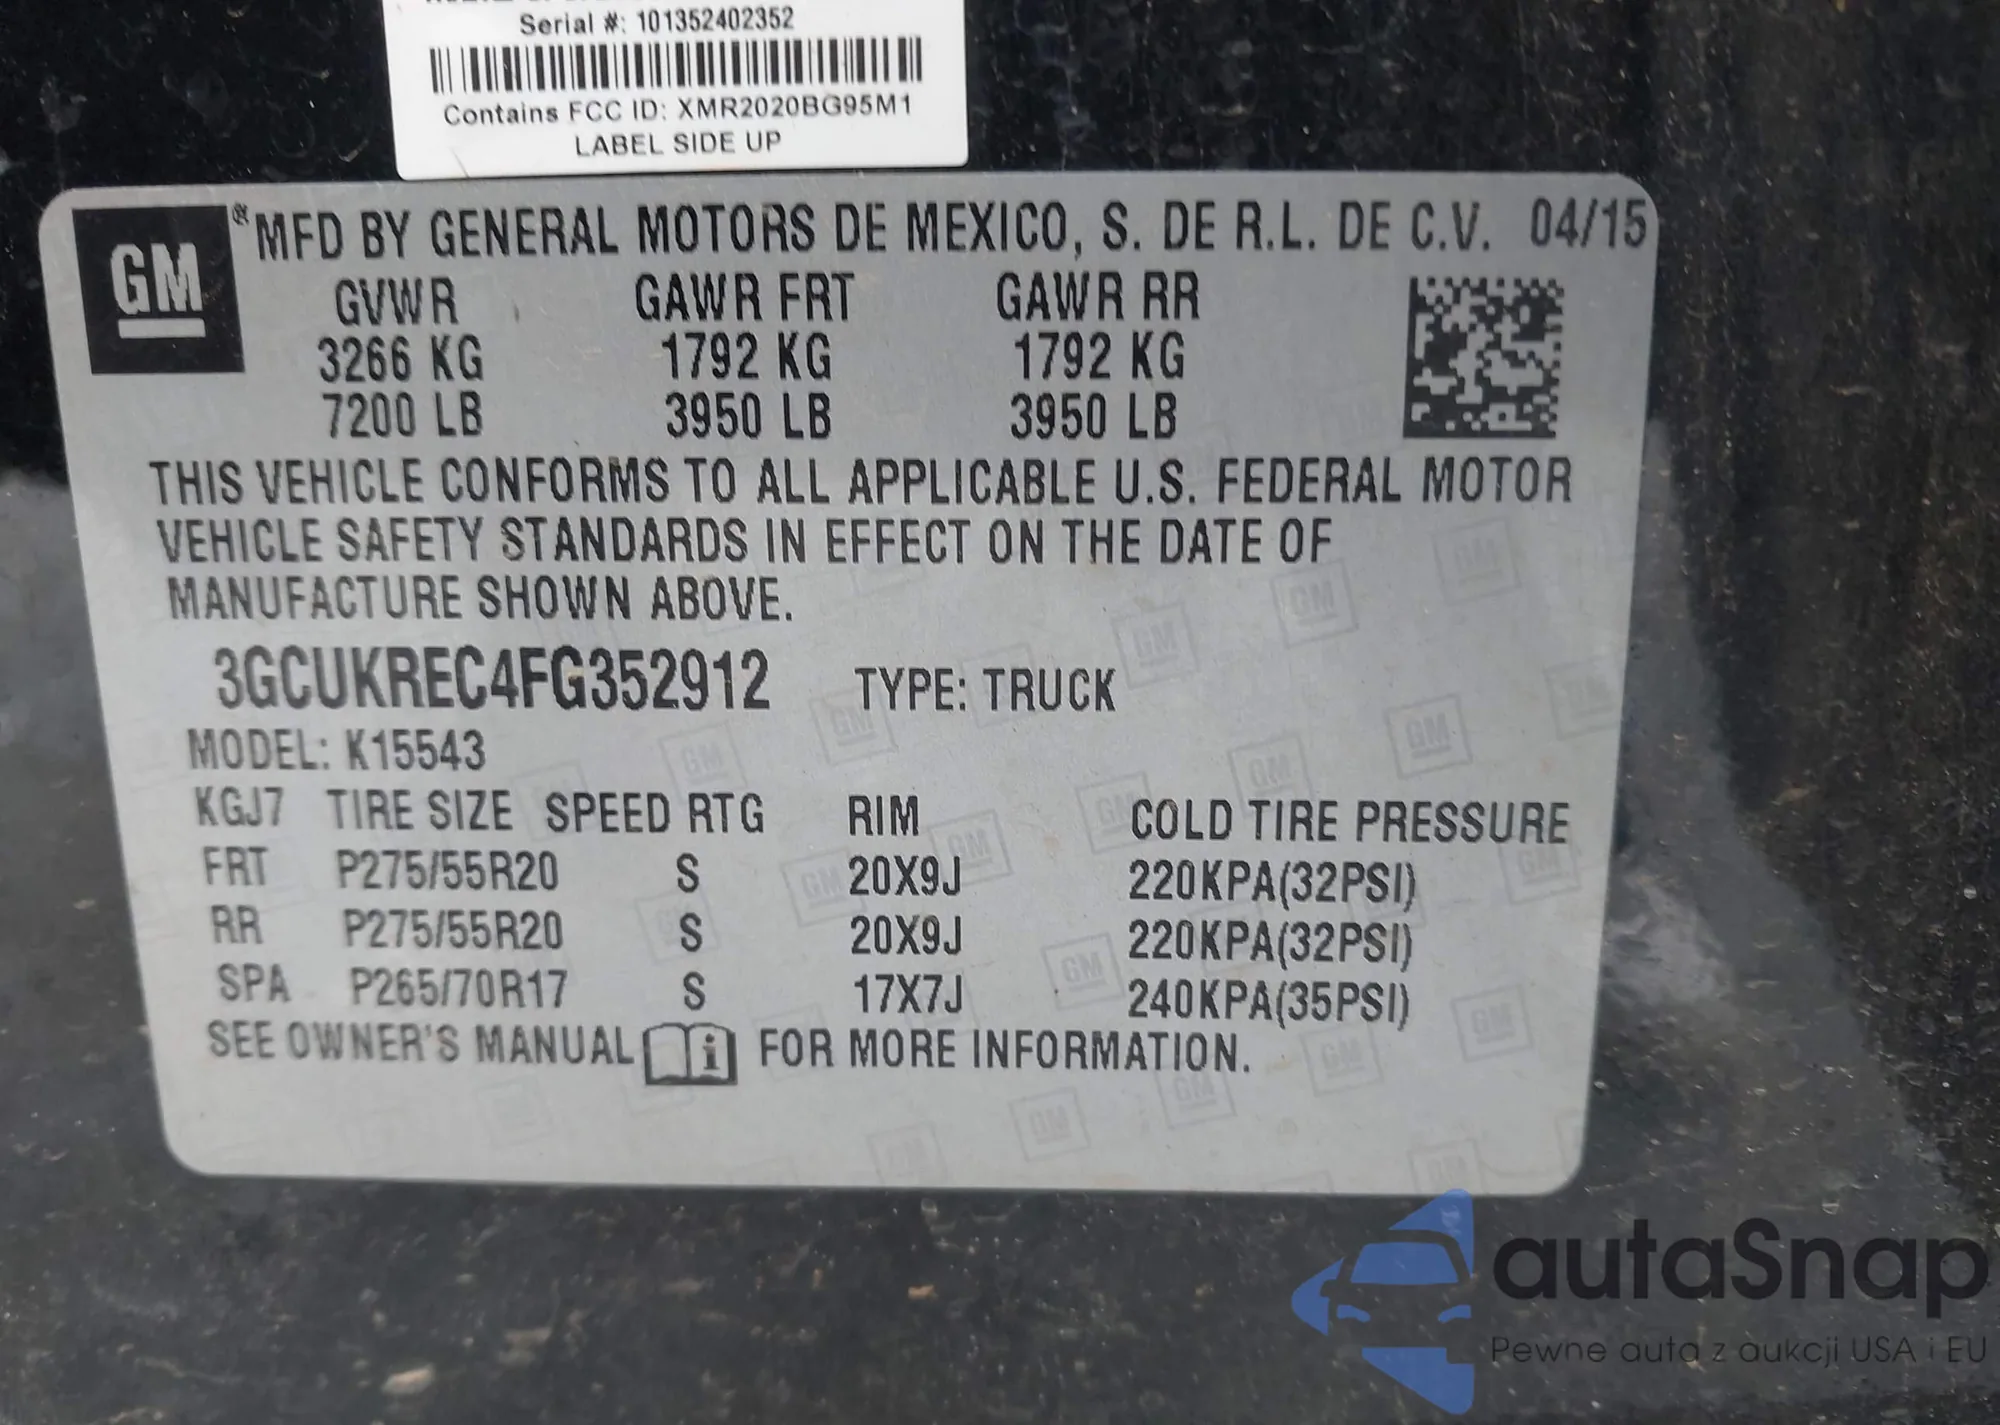 Serial #: 101352402352
Contains FCC ID: XMR2020BG95M1
LABEL SIDE UP
GM
® MFD BY GENERAL MOTORS DE MEXICO, S. DE R.L. DE C.V. 04/15
GVWR GAWR FRT GAWR RR
3266 KG 1792 KG 1792 KG
7200 LB 3950 LB 3950 LB
THIS VEHICLE CONFORMS TO ALL APPLICABLE U.S. FEDERAL MOTOR
VEHICLE SAFETY STANDARDS IN EFFECT ON THE DATE OF
MANUFACTURE SHOWN ABOVE.
3GCUKREC4FG352912 TYPE: TRUCK
MODEL: K15543
KGJ7 TIRE SIZE SPEED RTG RIM COLD TIRE PRESSURE
FRT P275/55R20 S 20X9J 220KPA(32PSI)
RR P275/55R20 S 20X9J 220KPA(32PSI)
SPA P265/70R17 S 17X7J 240KPA(35PSI)
SEE OWNER'S MANUAL i FOR MORE INFORMATION.
autaSnap
Pewne auta z aukcji USA i EU